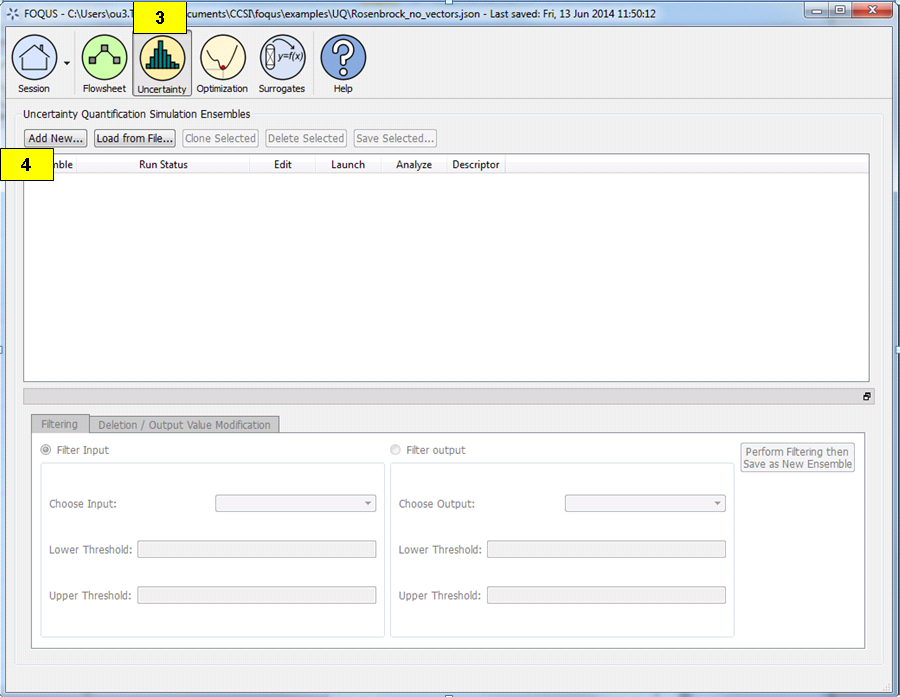 FOQUS - C:\Users\ou3.T ocuments\CCSI\foqus\examples\UQ\Rosenbrock_no_vectors.json - Last saved: Fri, 13 Jun 2014 11:50:12
3
Session Flowsheet Uncertainty Optimization Surrogates Help
y=f(x)
?
Uncertainty Quantification Simulation Ensembles
Add New... Load from File... Clone Selected Delete Selected Save Selected...
4
mble Run Status Edit Launch Analyze Descriptor
Filtering Deletion / Output Value Modification
Filter Input Filter output
Perform Filtering then
Save as New Ensemble
Choose Input: Choose Output:
Lower Threshold: Lower Threshold:
Upper Threshold: Upper Threshold: